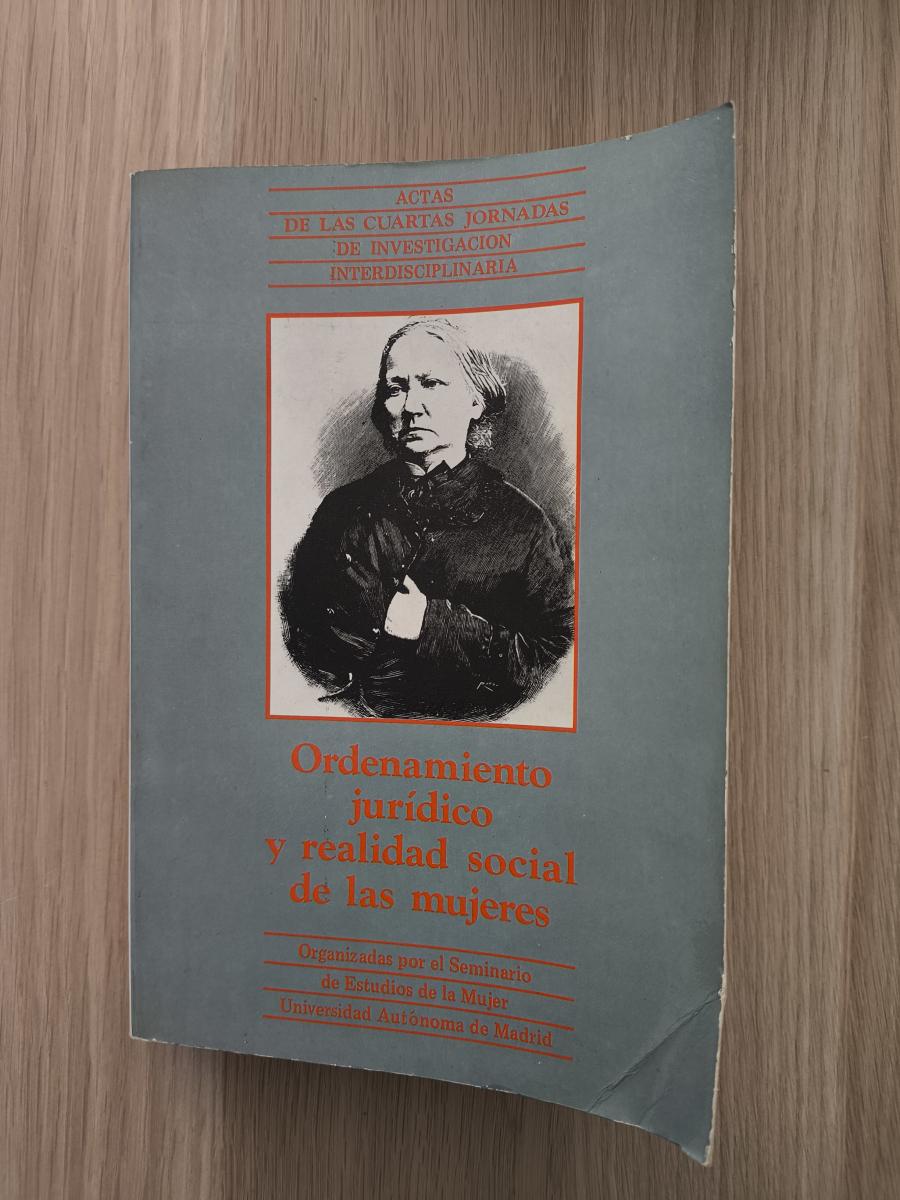 ACTAS
DE LAS CUARTAS JORNADAS
DE INVESTIGACION
INTERDISCIPLINARIA
Ordenamiento
jurídico
y realidad social
de las mujeres
Organizadas por el Seminario
de Estudios de la Mujer
Universidad Autónoma de Madrid